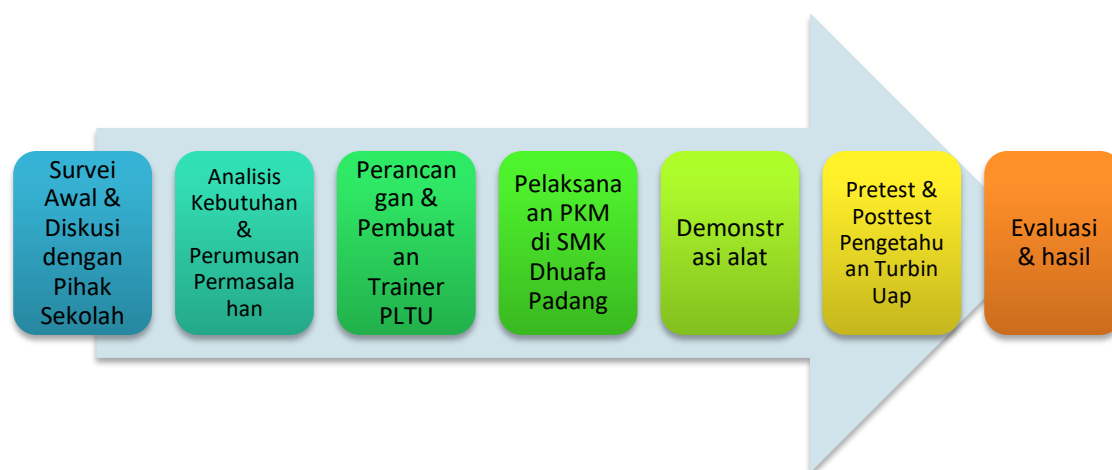 Survei
Awal &
Diskusi
dengan
Pihak
Sekolah
Analisis
Kebutuhan
&
Perumusan
Permasala
han
Perancan
gan &
Pembuat
an
Trainer
PLTU
Pelaksana
an PKM
di SMK
Dhuafa
Padang
Demonstr
asi alat
Pretest &
Posttest
Pengetahu
an Turbin
Uap
Evaluasi
& hasil